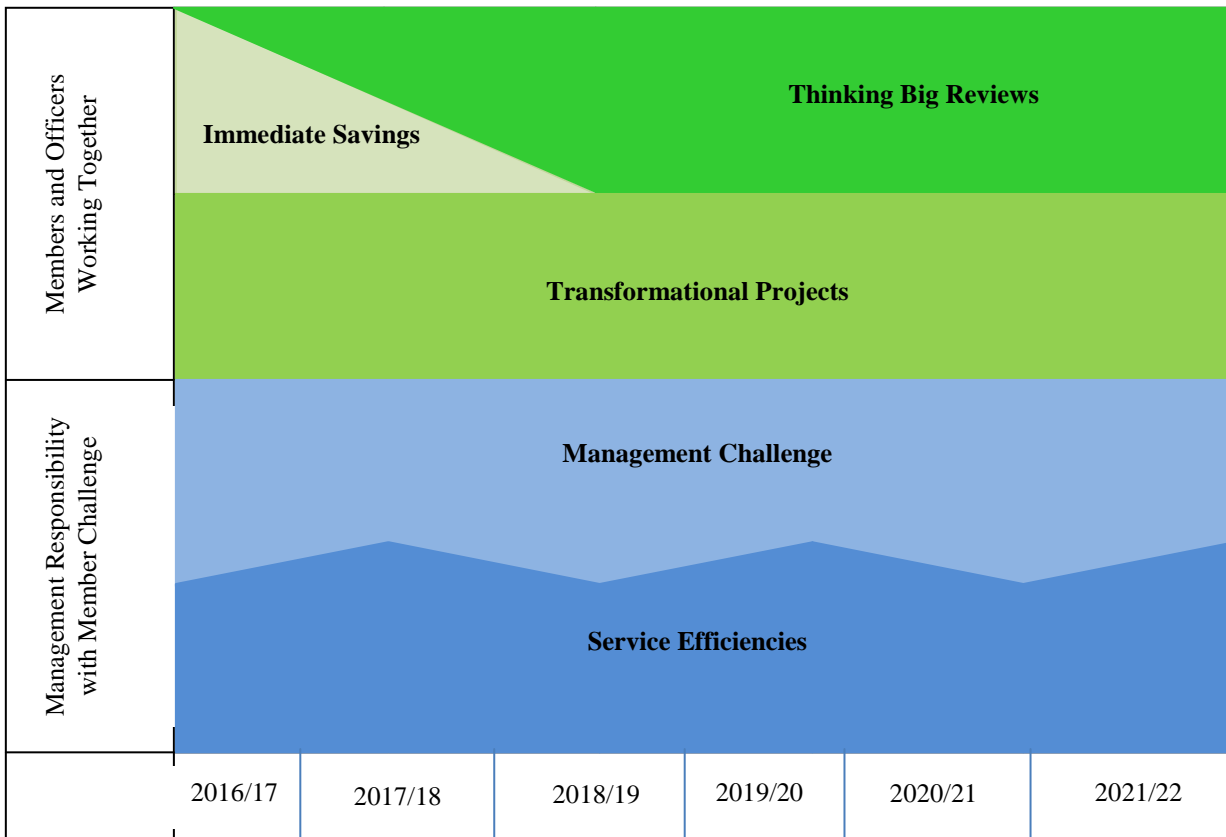 Members and Officers
Working Together
Thinking Big Reviews
Immediate Savings
Transformational Projects
Management Responsibility
with Member Challenge
Management Challenge
Service Efficiencies
2016/17
2017/18
2018/19
2019/20
2020/21
2021/22